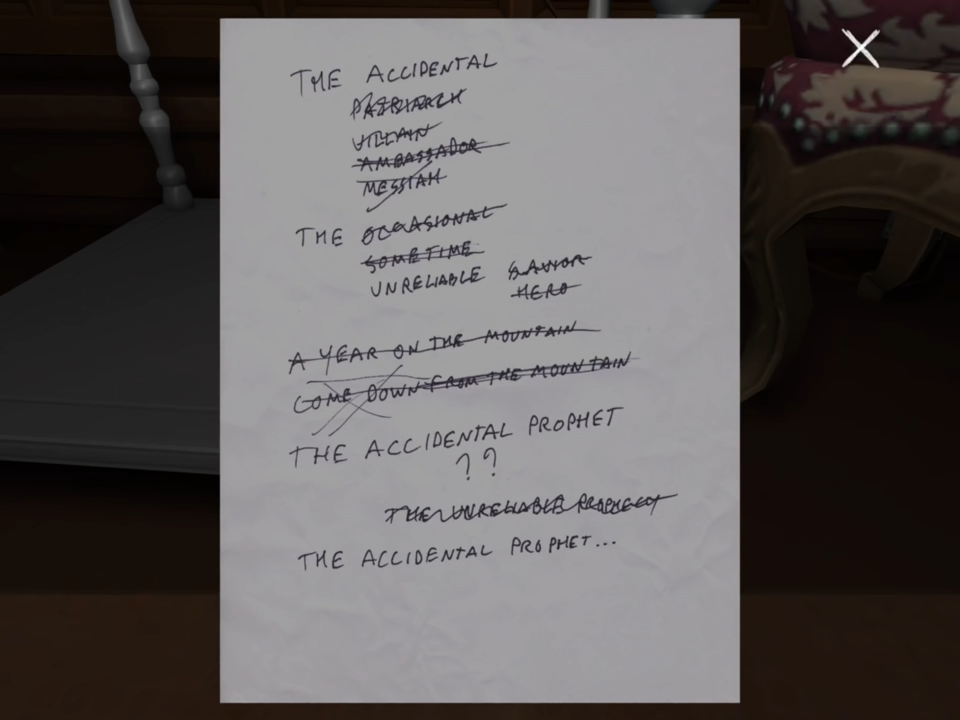 THE ACCIDENTAL
PATRIARCH
VILLAIN
AMBASSADOR
MESSIAH
THE OCCASIONAL
SOMETIME
UNRELIABLE SAVIOR
HERO
A YEAR ON THE MOUNTAIN
COME DOWN FROM THE MOUNTAIN
THE ACCIDENTAL PROPHET
??
THE UNRELIABLE PROPHECY
THE ACCIDENTAL PROPHET...